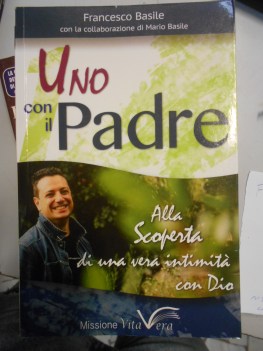 Francesco Basile
con la collaborazione di Mario Basile
UNO
con
il
Padre
Alla
Scoperta
di una vera intimità
con Dio
Missione Vita Vera